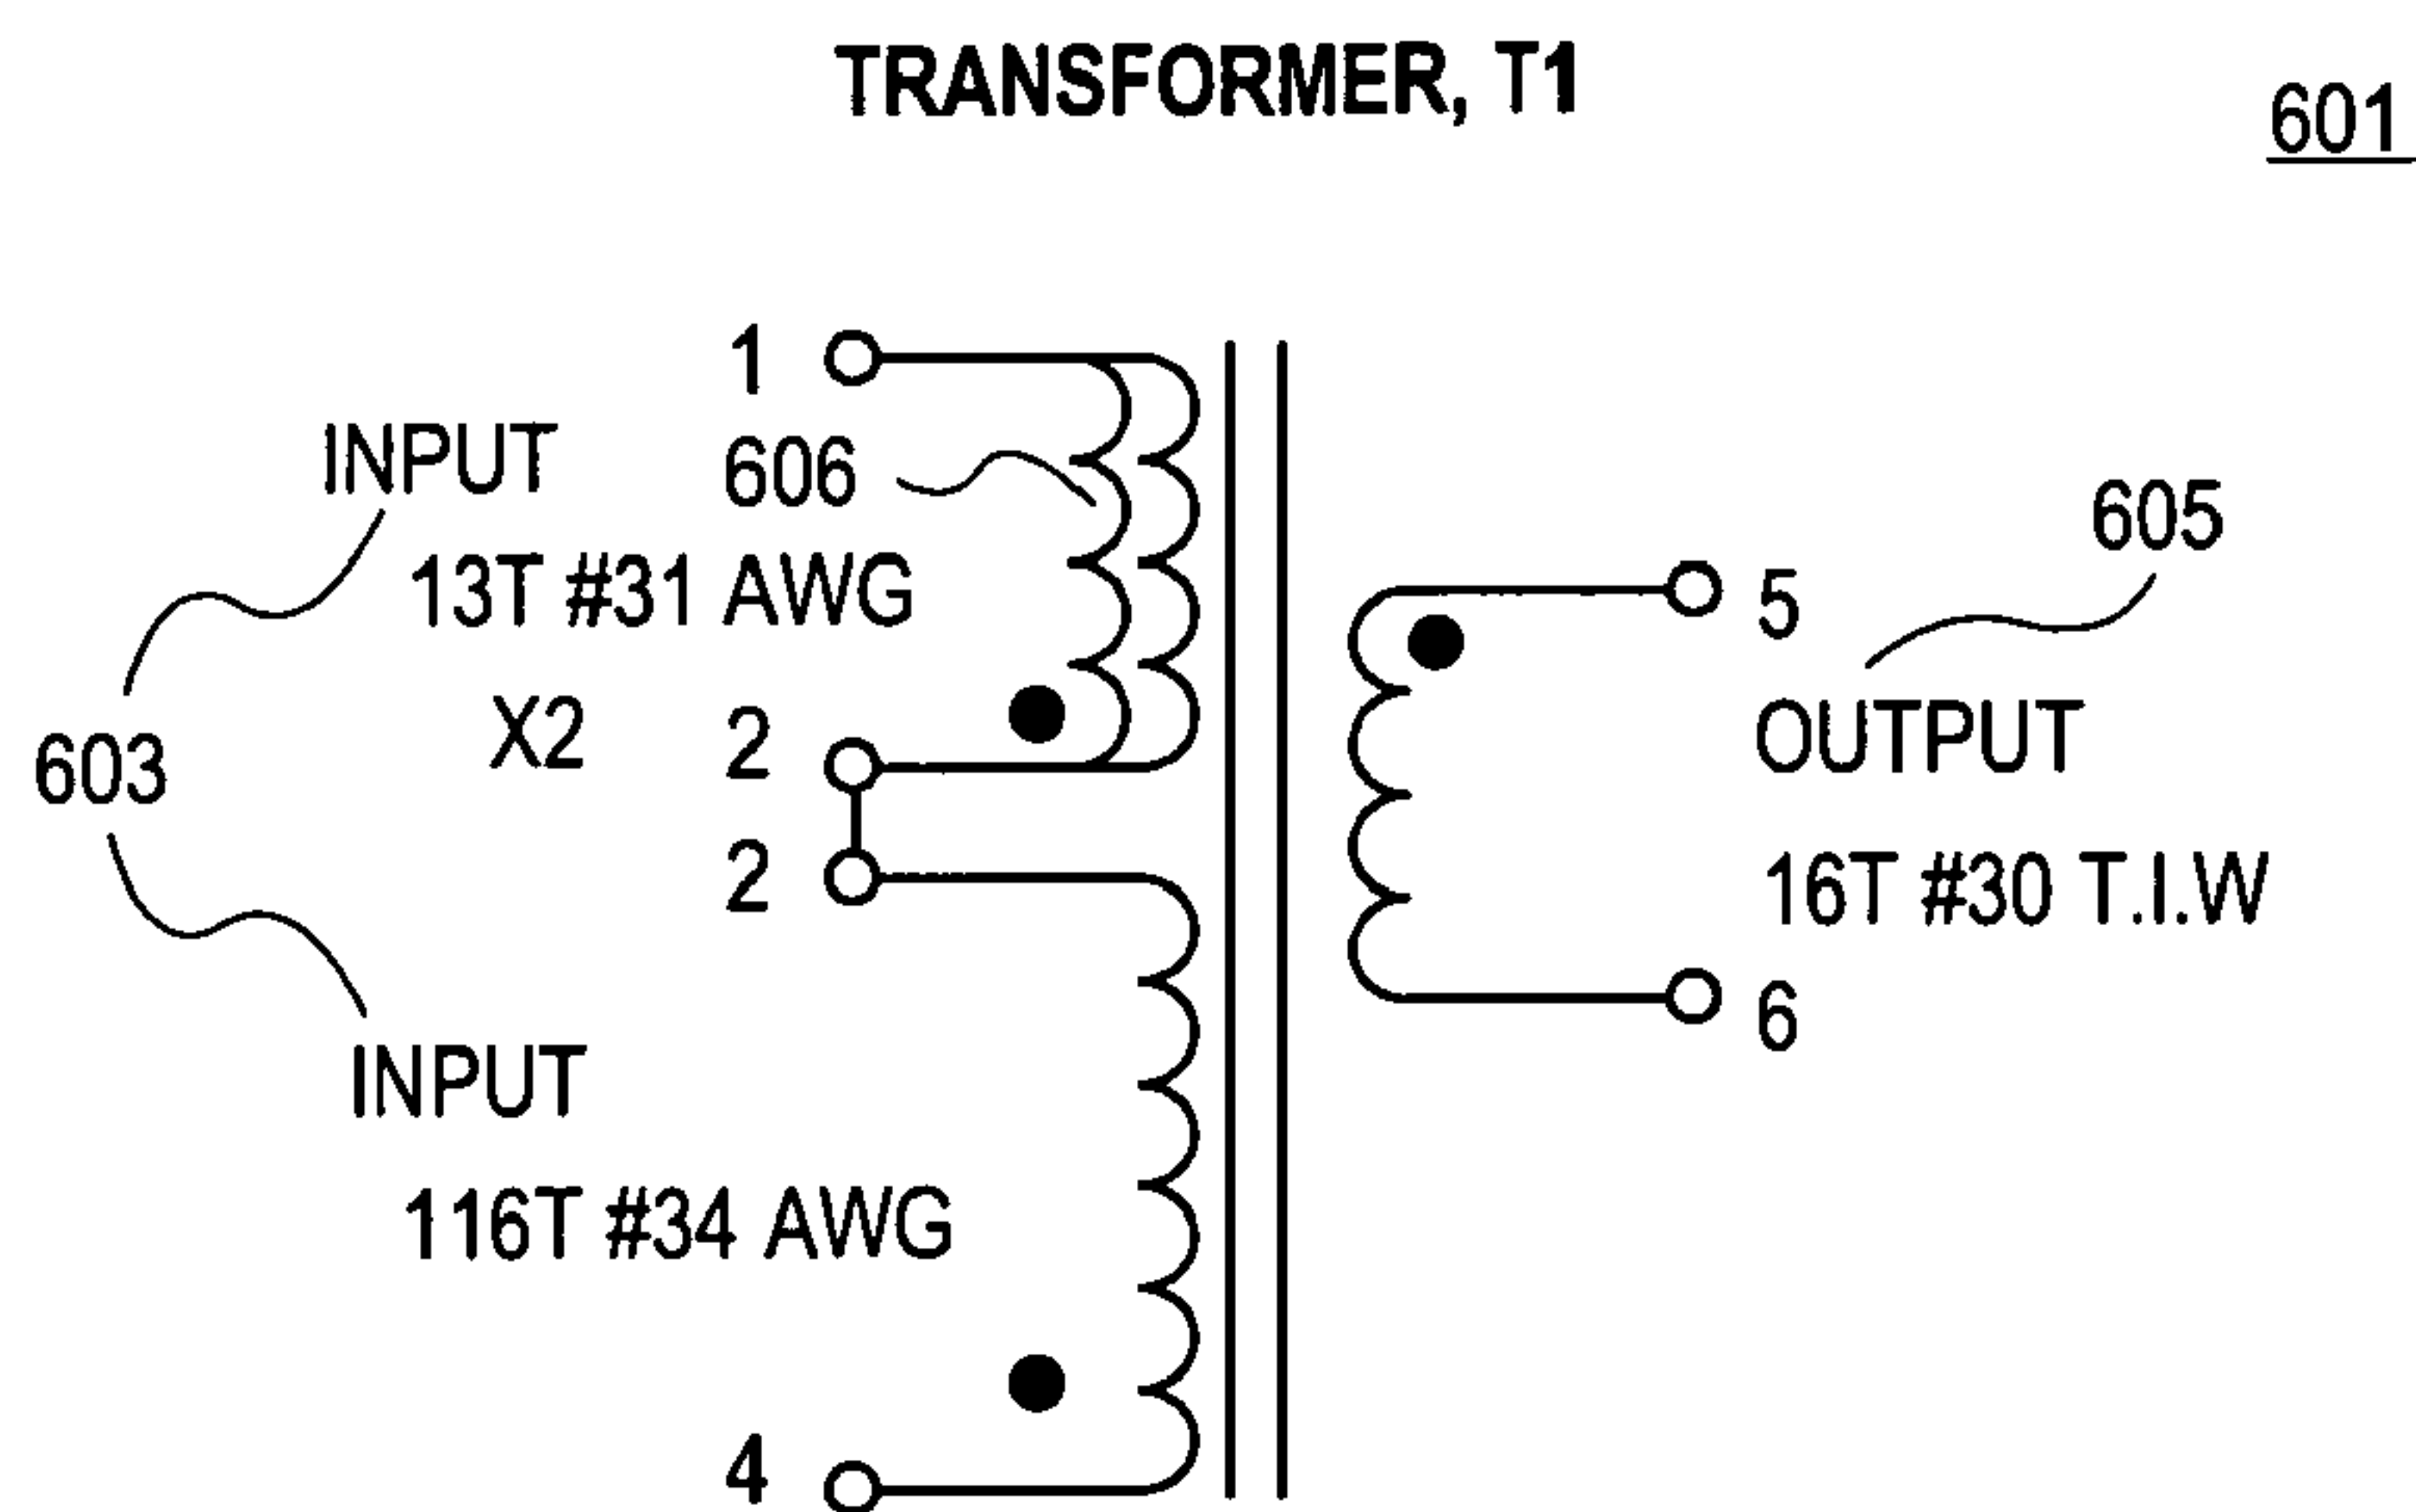 TRANSFORMER, T1
601
1
INPUT
606
605
13T #31 AWG
5
X2
2
OUTPUT
603
2
16T #30 T.I.W
6
INPUT
116T #34 AWG
4